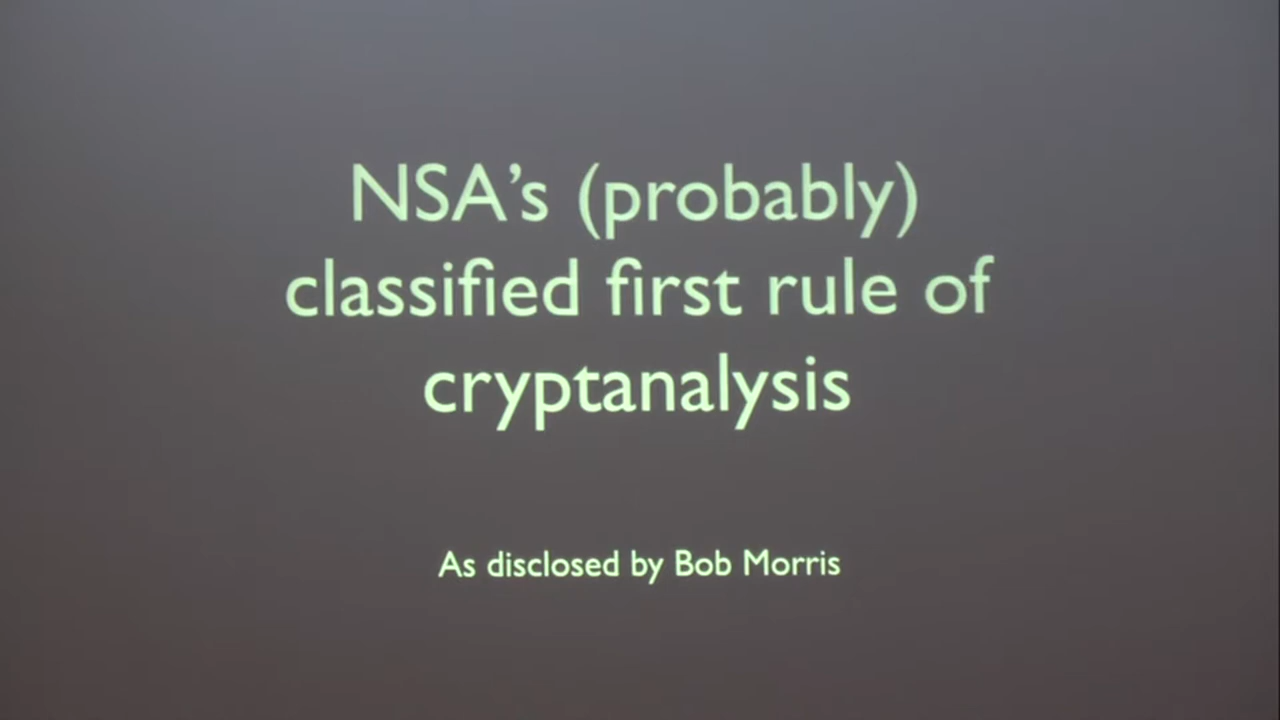 NSA’s (probably)
classified first rule of
cryptanalysis
As disclosed by Bob Morris